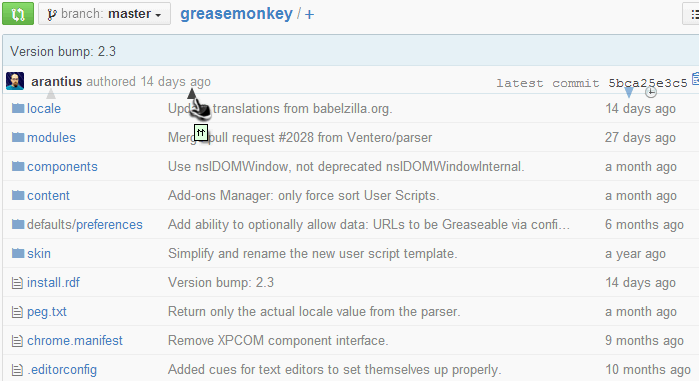 branch: master greasemonkey / +
Version bump: 2.3
arantius authored 14 days ago latest commit 5bca25e3c5
locale translations from babelzilla.org. 14 days ago
modules pull request #2028 from Ventero/parser 27 days ago
components Use nsIDOMWindow, not deprecated nsIDOMWindowInternal. a month ago
content Add-ons Manager: only force sort User Scripts. a month ago
defaults/preferences Add ability to optionally allow data: URLs to be Greaseable via confi... 6 months ago
skin Simplify and rename the new user script template. a year ago
install.rdf Version bump: 2.3 14 days ago
peg.txt Return only the actual locale value from the parser. a month ago
chrome.manifest Remove XPCOM component interface. 9 months ago
.editorconfig Added cues for text editors to set themselves up properly. 10 months ago